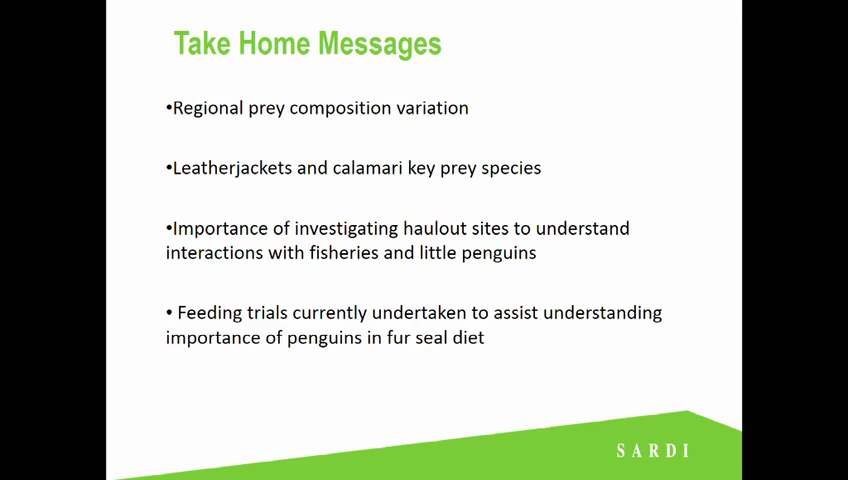 Take Home Messages
•Regional prey composition variation
•Leatherjackets and calamari key prey species
•Importance of investigating haulout sites to understand
interactions with fisheries and little penguins
• Feeding trials currently undertaken to assist understanding
importance of penguins in fur seal diet
SARDI